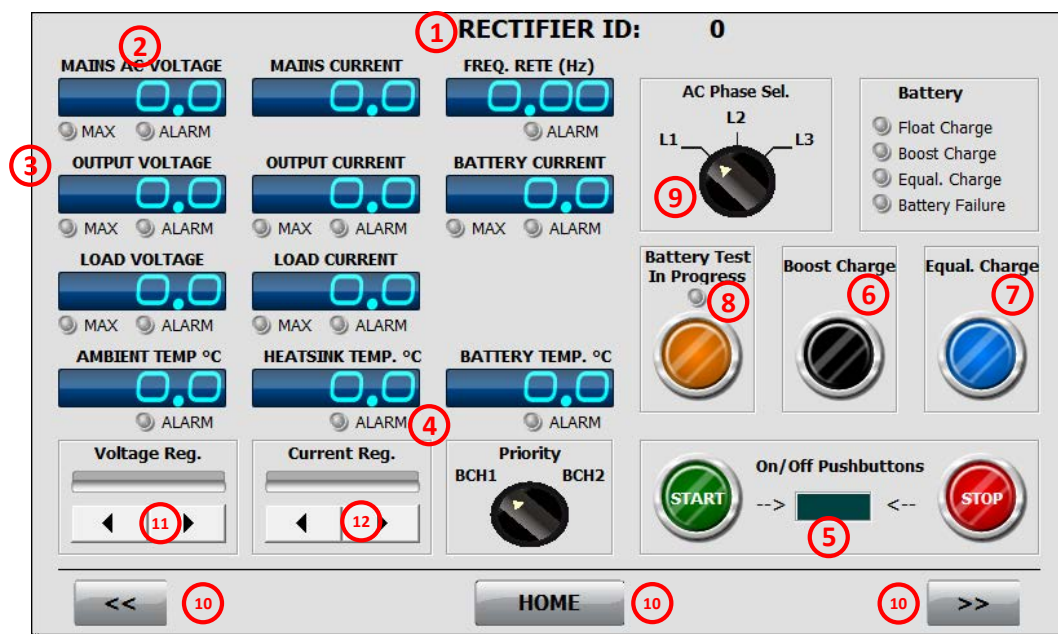 1 RECTIFIER ID: 0
2
MAINS AC VOLTAGE MAINS CURRENT FREQ. RETE (Hz)
0.0 0.0 0.00
MAX ALARM ALARM
3
OUTPUT VOLTAGE OUTPUT CURRENT BATTERY CURRENT
0.0 0.0 0.0
MAX ALARM MAX ALARM MAX ALARM
LOAD VOLTAGE LOAD CURRENT
0.0 0.0
MAX ALARM MAX ALARM
AMBIENT TEMP °C HEATSINK TEMP. °C BATTERY TEMP. °C
0.0 0.0 0.0
ALARM ALARM 4 ALARM
AC Phase Sel.
L2
L1 L3
9
Battery
Float Charge
Boost Charge
Equal. Charge
Battery Failure
Battery Test
In Progress
8
Boost Charge
6
Equal. Charge
7
Voltage Reg.
11
Current Reg.
12
Priority
BCH1 BCH2
On/Off Pushbuttons
START --> <-- STOP
5
<< 10 HOME 10 10 >>